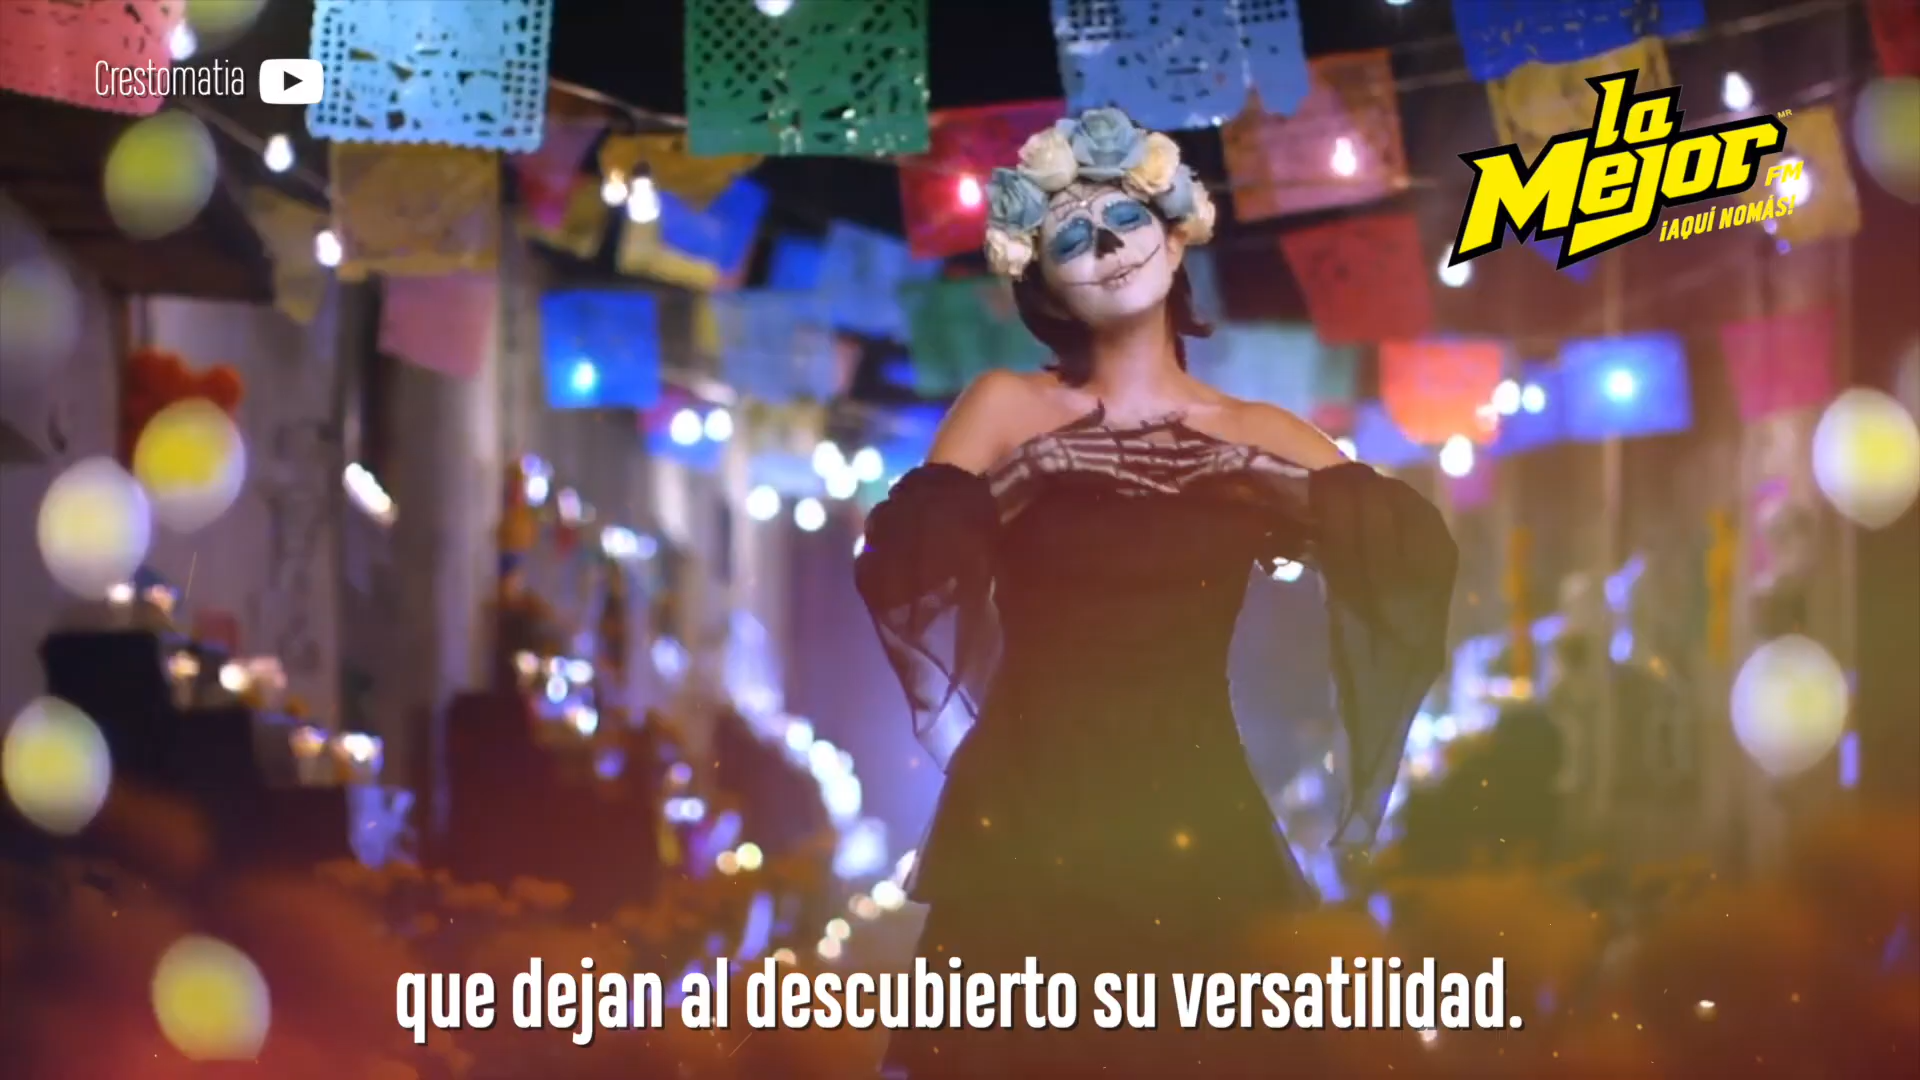 Crestomatia
la
Mejor
MR
FM
¡AQUÍ NOMÁS!
que dejan al descubierto su versatilidad.